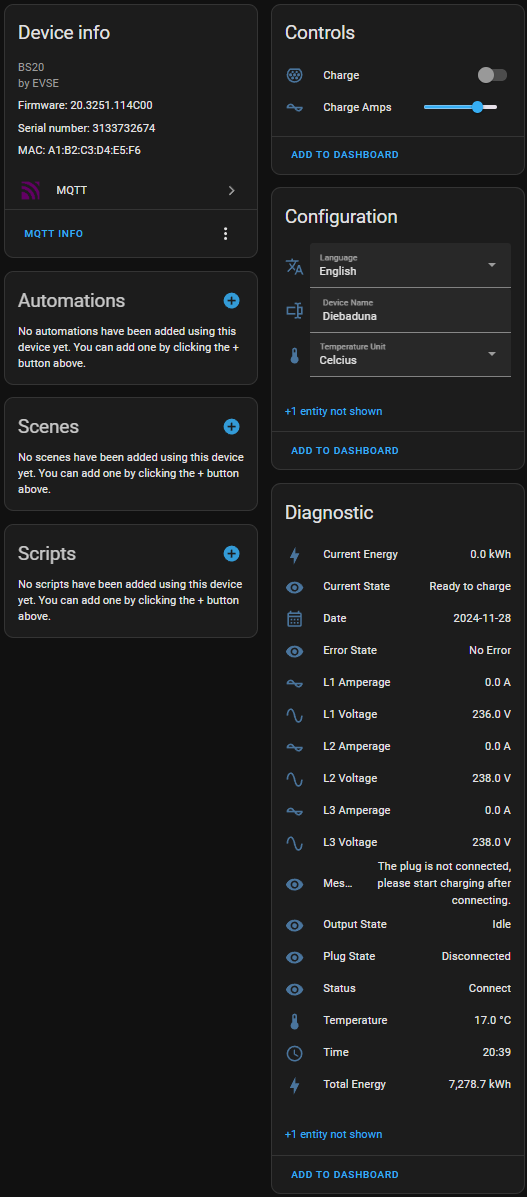 Device info
BS20
by EVSE
Firmware: 20.3251.114C00
Serial number: 3133732674
MAC: A1:B2:C3:D4:E5:F6
MQTT
MQTT INFO
Automations
No automations have been added using this
device yet. You can add one by clicking the +
button above.
Scenes
No scenes have been added using this device
yet. You can add one by clicking the + button
above.
Scripts
No scripts have been added using this device
yet. You can add one by clicking the + button
above.
Controls
Charge
Charge Amps
ADD TO DASHBOARD
Configuration
Language
English
Device Name
Diebaduna
Temperature Unit
Celcius
+1 entity not shown
ADD TO DASHBOARD
Diagnostic
Current Energy 0.0 kWh
Current State Ready to charge
Date 2024-11-28
Error State No Error
L1 Amperage 0.0 A
L1 Voltage 236.0 V
L2 Amperage 0.0 A
L2 Voltage 238.0 V
L3 Amperage 0.0 A
L3 Voltage 238.0 V
The plug is not connected,
Mes... please start charging after
connecting.
Output State Idle
Plug State Disconnected
Status Connect
Temperature 17.0 °C
Time 20:39
Total Energy 7,278.7 kWh
+1 entity not shown
ADD TO DASHBOARD